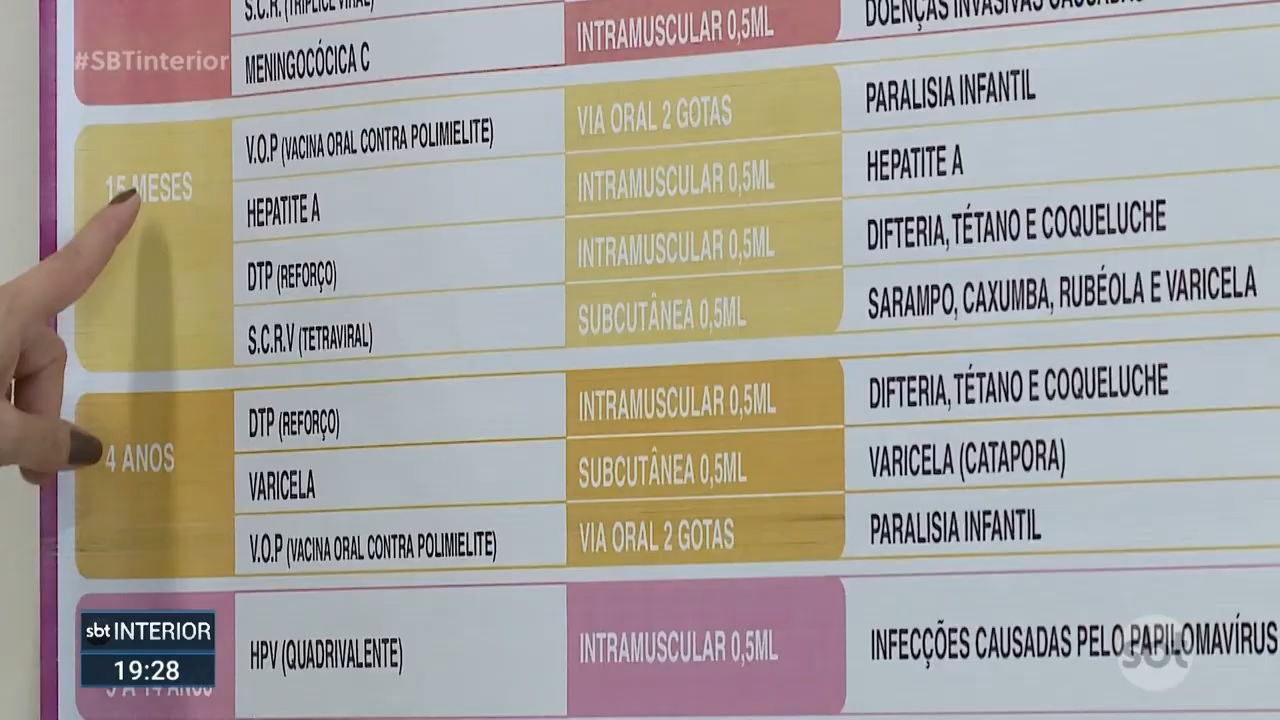 S.C.R. (TRÍPLICE VIRAL)
#SBTinterior
MENINGOCÓCICA C
INTRAMUSCULAR 0,5ML
DOENÇAS INVASIVAS CAUSADAS
15 MESES
V.O.P (VACINA ORAL CONTRA POLIMIELITE)
VIA ORAL 2 GOTAS
PARALISIA INFANTIL
HEPATITE A
INTRAMUSCULAR 0,5ML
HEPATITE A
DTP (REFORÇO)
INTRAMUSCULAR 0,5ML
DIFTERIA, TÉTANO E COQUELUCHE
S.C.R.V (TETRAVIRAL)
SUBCUTÂNEA 0,5ML
SARAMPO, CAXUMBA, RUBÉOLA E VARICELA
4 ANOS
DTP (REFORÇO)
INTRAMUSCULAR 0,5ML
DIFTERIA, TÉTANO E COQUELUCHE
VARICELA
SUBCUTÂNEA 0,5ML
VARICELA (CATAPORA)
V.O.P (VACINA ORAL CONTRA POLIMIELITE)
VIA ORAL 2 GOTAS
PARALISIA INFANTIL
HPV (QUADRIVALENTE)
INTRAMUSCULAR 0,5ML
INFECÇÕES CAUSADAS PELO PAPILOMAVÍRUS
sbt INTERIOR
19:28
A 14 ANOS
sbt